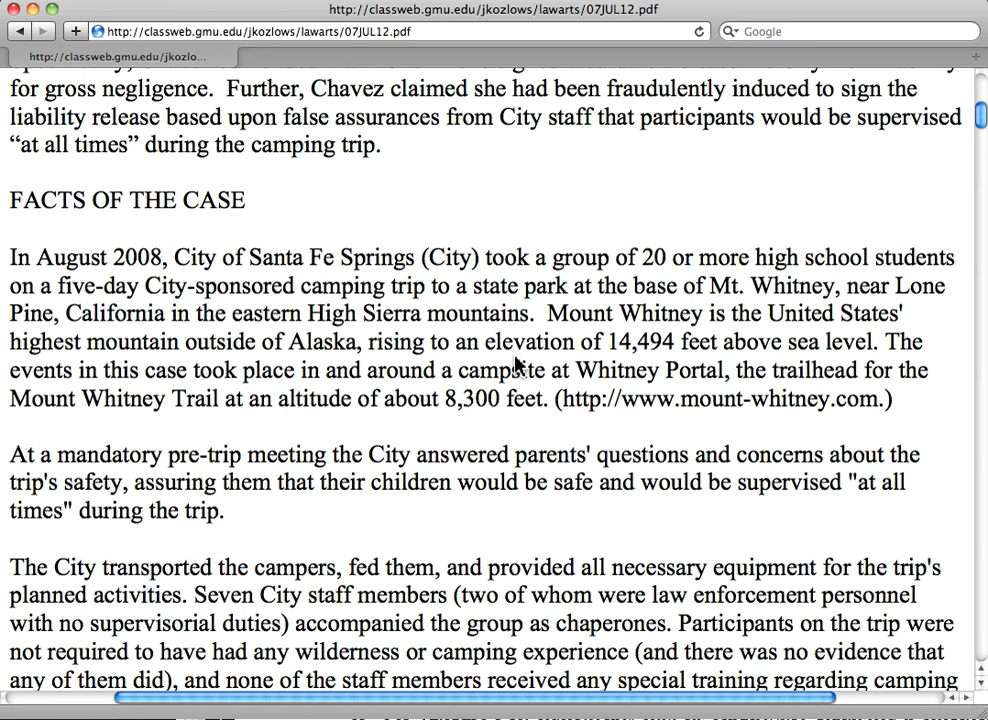 http://classweb.gmu.edu/jkozlows/lawarts/07JUL12.pdf
http://classweb.gmu.edu/jkozlows/lawarts/07JUL12.pdf
Google
http://classweb.gmu.edu/jkozlo...
for gross negligence.  Further, Chavez claimed she had been fraudulently induced to sign the
liability release based upon false assurances from City staff that participants would be supervised
“at all times” during the camping trip.
FACTS OF THE CASE
In August 2008, City of Santa Fe Springs (City) took a group of 20 or more high school students
on a five-day City-sponsored camping trip to a state park at the base of Mt. Whitney, near Lone
Pine, California in the eastern High Sierra mountains.  Mount Whitney is the United States'
highest mountain outside of Alaska, rising to an elevation of 14,494 feet above sea level. The
events in this case took place in and around a campsite at Whitney Portal, the trailhead for the
Mount Whitney Trail at an altitude of about 8,300 feet. (http://www.mount-whitney.com.)
At a mandatory pre-trip meeting the City answered parents' questions and concerns about the
trip's safety, assuring them that their children would be safe and would be supervised "at all
times" during the trip.
The City transported the campers, fed them, and provided all necessary equipment for the trip's
planned activities. Seven City staff members (two of whom were law enforcement personnel
with no supervisorial duties) accompanied the group as chaperones. Participants on the trip were
not required to have had any wilderness or camping experience (and there was no evidence that
any of them did), and none of the staff members received any special training regarding camping